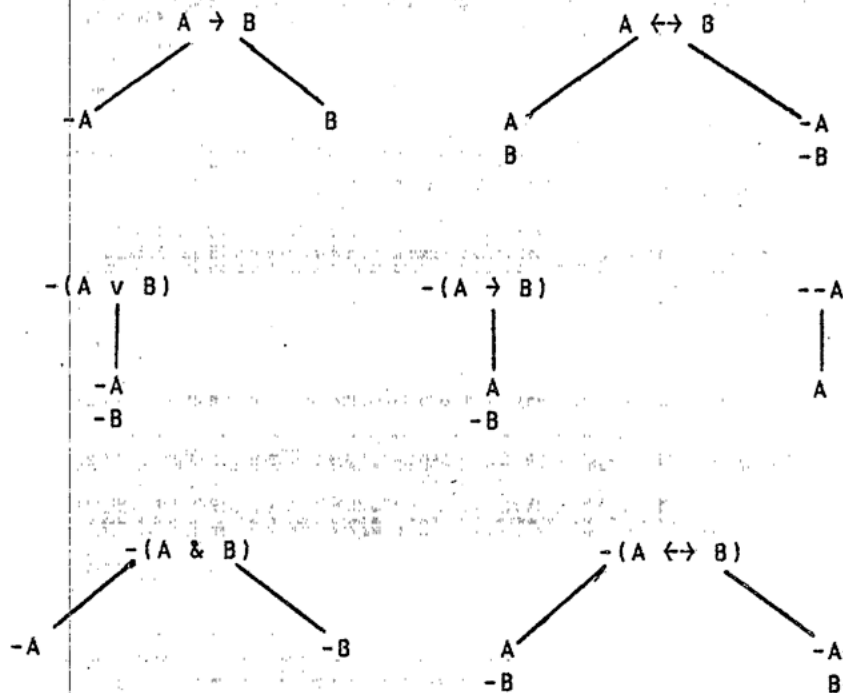 A → B A ↔ B
-A B A -A
B -B
-(A v B) -(A → B) --A
-A A A
-B -B
-(A & B) -(A ↔ B)
-A -B A -A
-B B